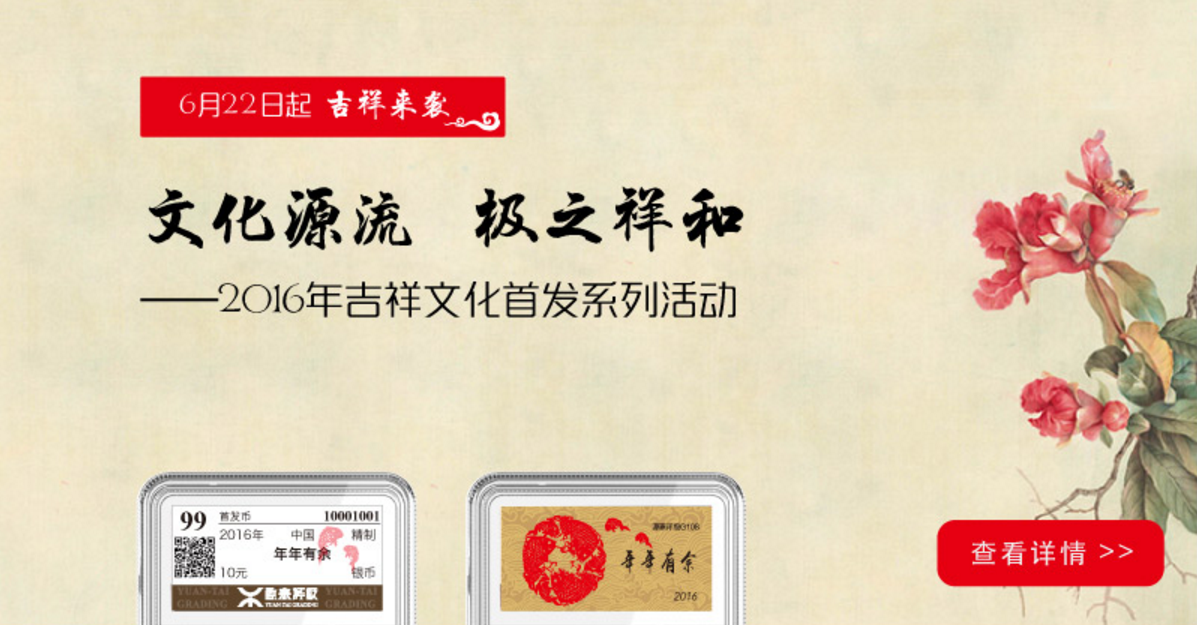 6月22日起 吉祥来袭
文化源流 极之祥和
——2016年吉祥文化首发系列活动
99 首发币 10001001
2016年 中国 精制
年年有余
10元 银币
YUAN-TAI GRADING 源泰评级 YUAN-TAI GRADING YUAN-TAI GRADING
年年有余
2016
查看详情 >>